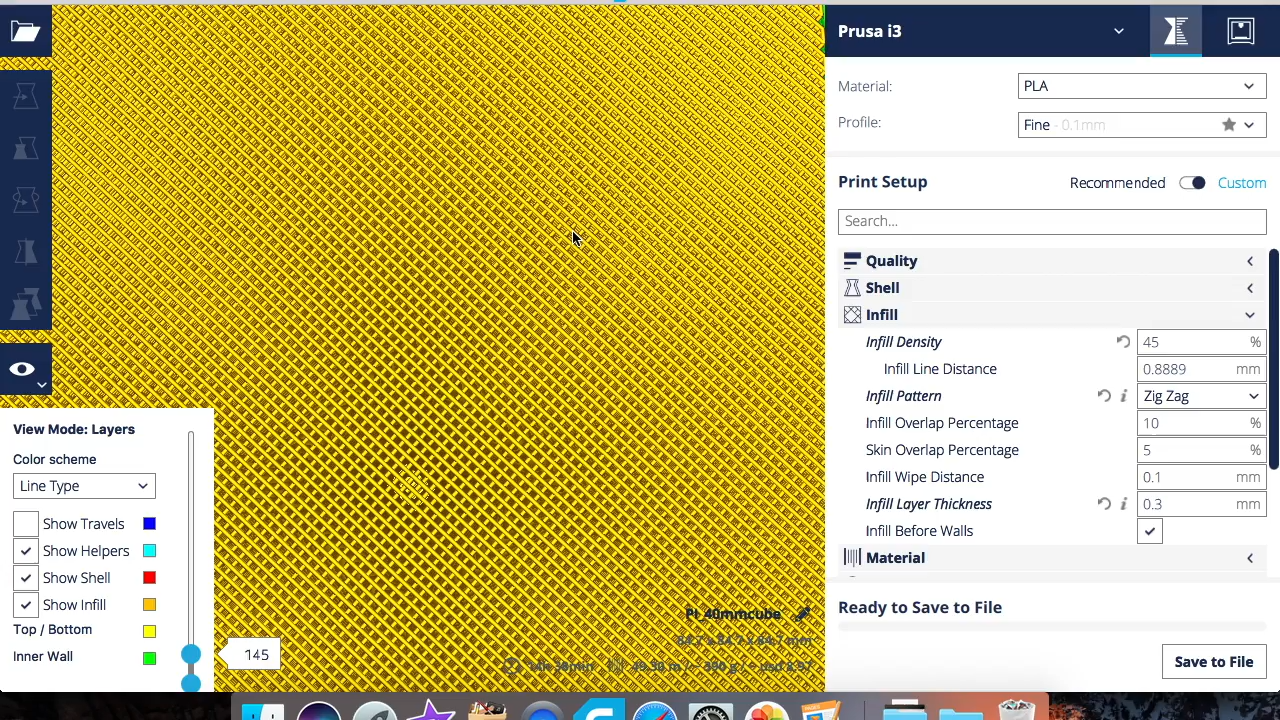 Prusa i3
Material:
PLA
Profile:
Fine - 0.1mm
Print Setup
Recommended
Custom
Search...
Quality
Shell
Infill
Infill Density
45 %
Infill Line Distance
0.8889 mm
Infill Pattern
i
Zig Zag
Infill Overlap Percentage
10 %
Skin Overlap Percentage
5 %
Infill Wipe Distance
0.1 mm
Infill Layer Thickness
i
0.3 mm
Infill Before Walls
Material
Ready to Save to File
Save to File
View Mode: Layers
Color scheme
Line Type
Show Travels
Show Helpers
Show Shell
Show Infill
Top / Bottom
Inner Wall
145
PI_40mmcube
PAGES